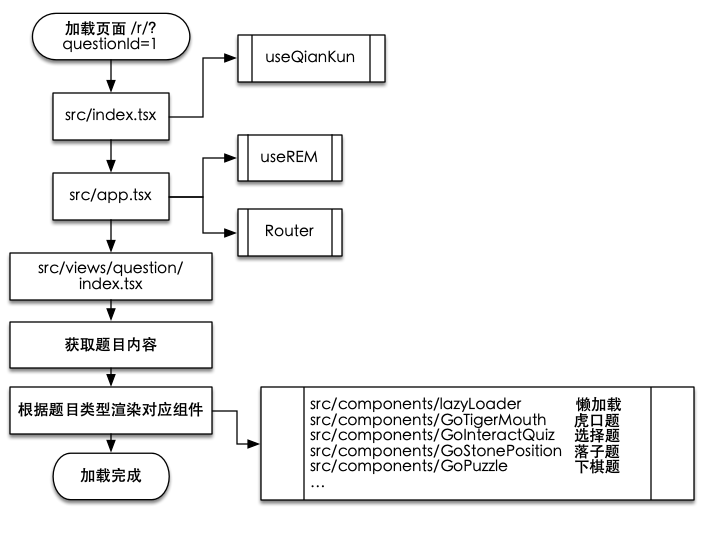 加载页面 /r/?
questionId=1
useQianKun
src/index.tsx
useREM
src/app.tsx
Router
src/views/question/
index.tsx
获取题目内容
根据题目类型渲染对应组件
src/components/lazyLoader 懒加载
src/components/GoTigerMouth 虎口题
src/components/GoInteractQuiz 选择题
src/components/GoStonePosition 落子题
src/components/GoPuzzle 下棋题
...
加载完成